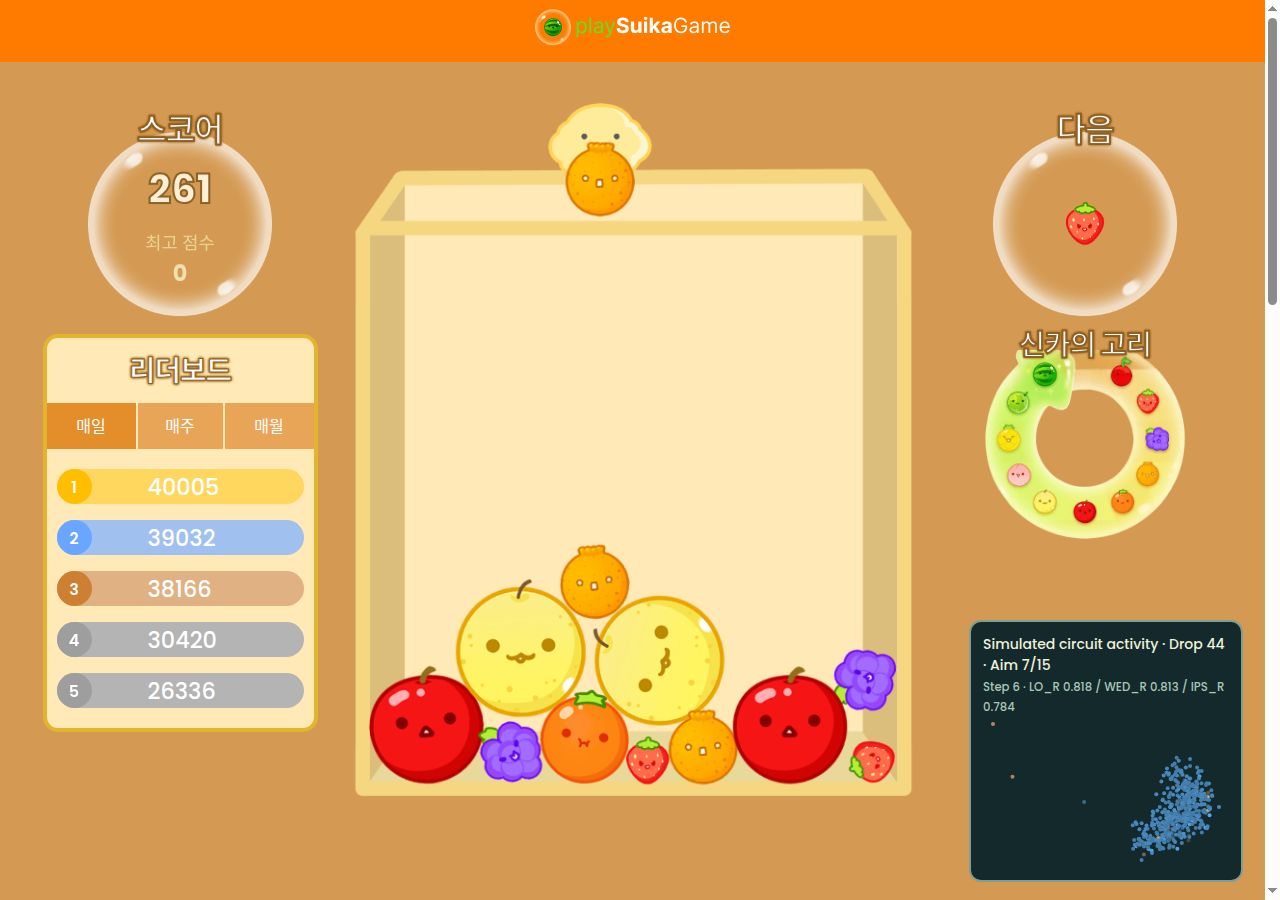 playSuikaGame
스코어
261
최고 점수
0
다음
리더보드
매일 매주 매월
1 40005
2 39032
3 38166
4 30420
5 26336
신카의 고리
Simulated circuit activity · Drop 44
· Aim 7/15
Step 6 · LO_R 0.818 / WED_R 0.813 / IPS_R
0.784